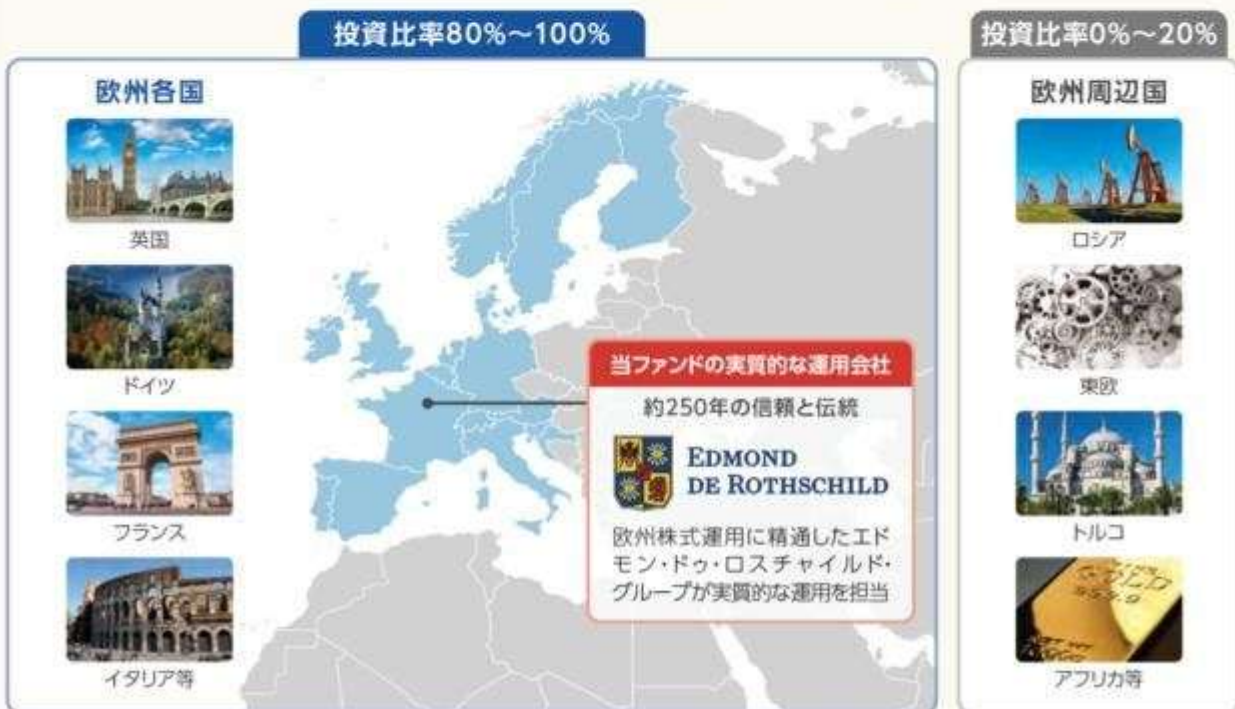 投資比率80%~100%
欧州各国
英国
ドイツ
フランス
イタリア等
当ファンドの実質的な運用会社
約250年の信頼と伝統
EDMOND
DE ROTHSCHILD
欧州株式運用に精通したエド
モン・ドゥ・ロスチャイルド・
グループが実質的な運用を担当
投資比率0%~20%
欧州周辺国
ロシア
東欧
トルコ
GOLD
999.9
アフリカ等